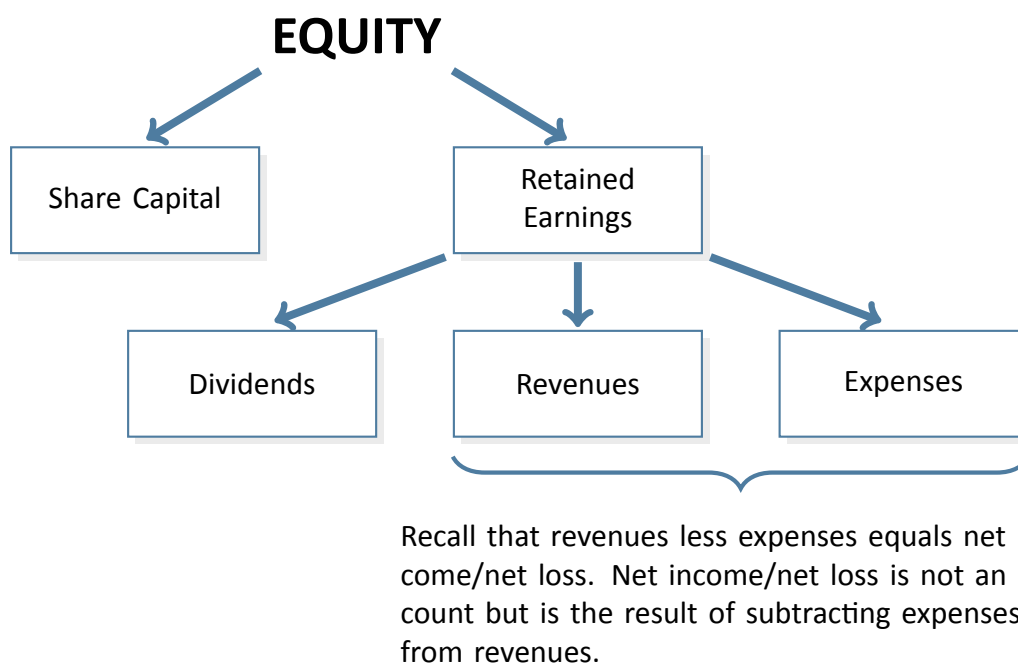 EQUITY
Share Capital
Retained
Earnings
Dividends
Revenues
Expenses
Recall that revenues less expenses equals net
come/net loss. Net income/net loss is not an
count but is the result of subtracting expenses
from revenues.